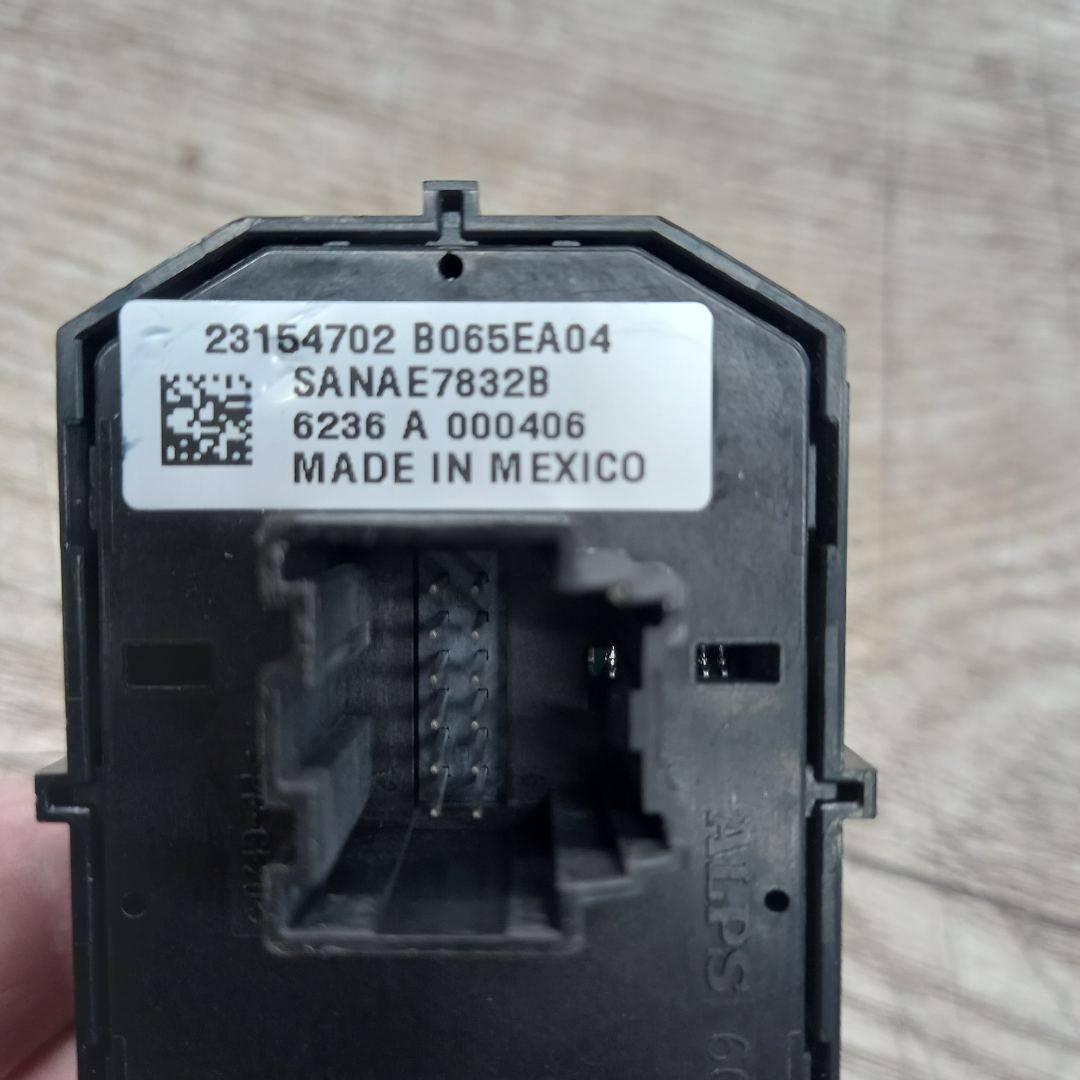 23154702 B065EA04
SANAE7832B
6236 A 000406
MADE IN MEXICO
ALPS